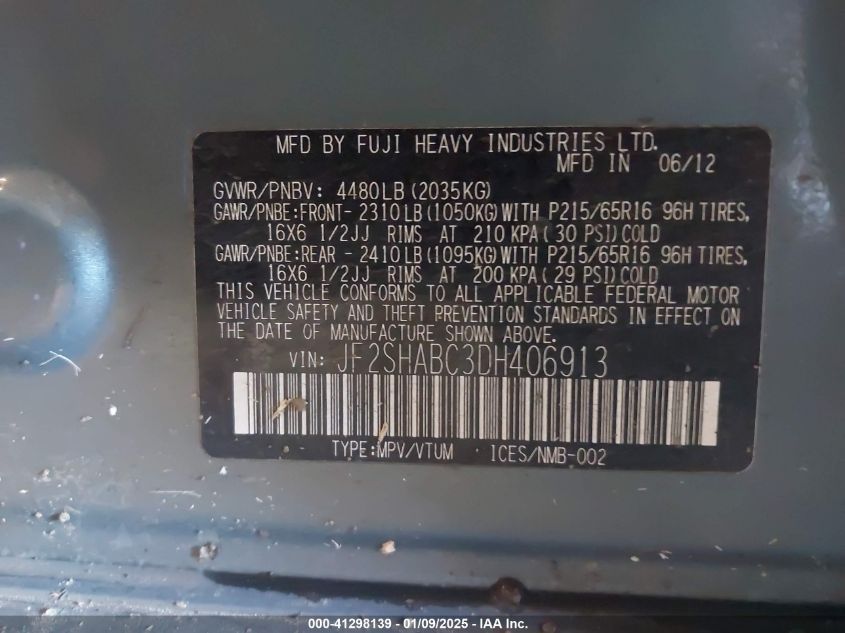 MFD BY FUJI HEAVY INDUSTRIES LTD.
MFD IN 06/12
GVWR/PNBV: 4480LB (2035KG)
GAWR/PNBE:FRONT- 2310LB (1050KG) WITH P215/65R16 96H TIRES,
16X6 1/2JJ RIMS AT 210 KPA( 30 PSI) COLD
GAWR/PNBE:REAR - 2410LB (1095KG) WITH P215/65R16 96H TIRES,
16X6 1/2JJ RIMS AT 200 KPA( 29 PSI) COLD
THIS VEHICLE CONFORMS TO ALL APPLICABLE FEDERAL MOTOR
VEHICLE SAFETY AND THEFT PREVENTION STANDARDS IN EFFECT ON
THE DATE OF MANUFACTURE SHOWN ABOVE.
VIN: JF2SHABC3DH406913
TYPE:MPV/VTUM ICES/NMB-002
000-41298139 - 01/09/2025 - IAA Inc.